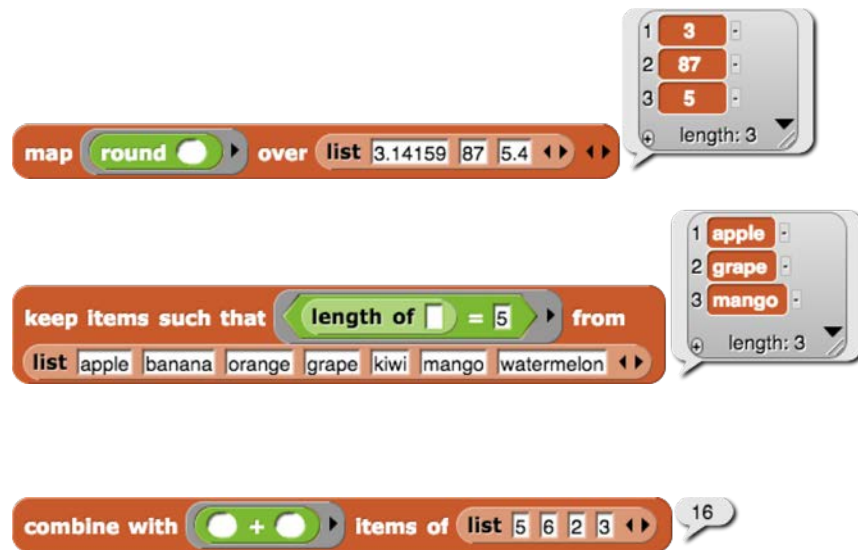 1 3
2 87
3 5
length: 3
map round over list 3.14159 87 5.4
1 apple
2 grape
3 mango
length: 3
keep items such that length of = 5 from
list apple banana orange grape kiwi mango watermelon
combine with + items of list 5 6 2 3 16